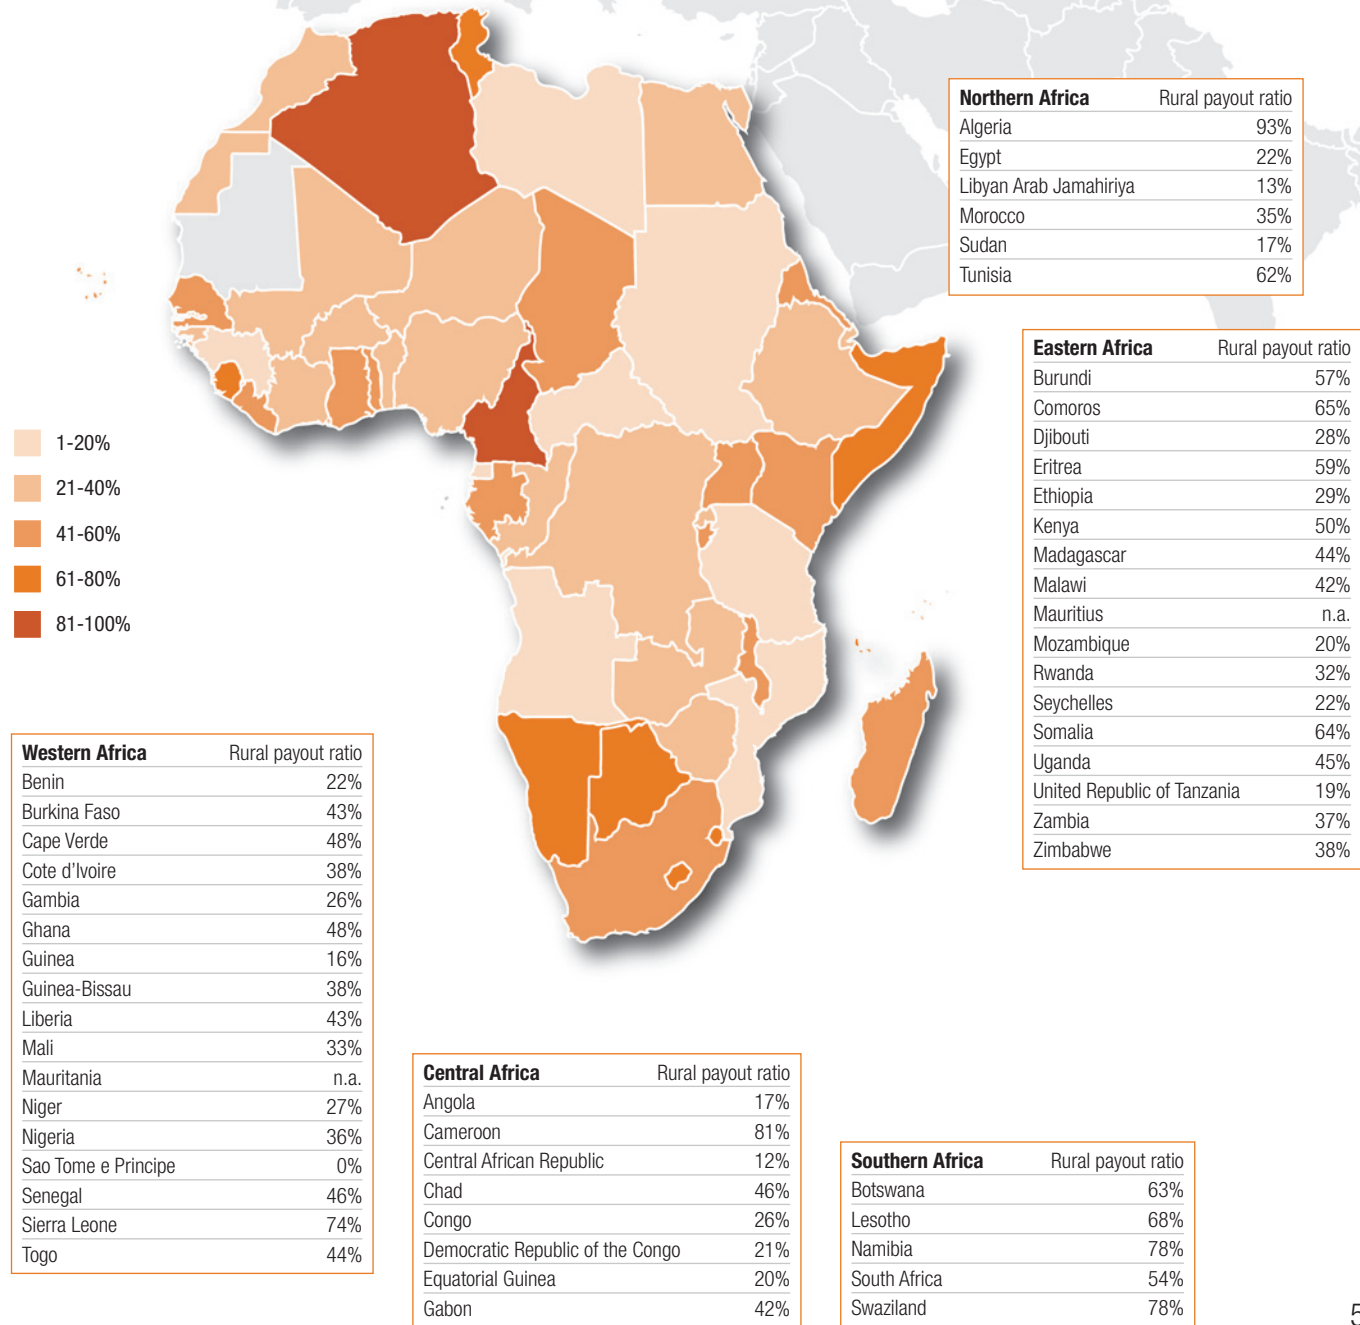 Northern Africa Rural payout ratio
Algeria 93%
Egypt 22%
Libyan Arab Jamahiriya 13%
Morocco 35%
Sudan 17%
Tunisia 62%
Eastern Africa Rural payout ratio
Burundi 57%
Comoros 65%
Djibouti 28%
Eritrea 59%
Ethiopia 29%
Kenya 50%
Madagascar 44%
Malawi 42%
Mauritius n.a.
Mozambique 20%
Rwanda 32%
Seychelles 22%
Somalia 64%
Uganda 45%
United Republic of Tanzania 19%
Zambia 37%
Zimbabwe 38%
1-20%
21-40%
41-60%
61-80%
81-100%
Western Africa Rural payout ratio
Benin 22%
Burkina Faso 43%
Cape Verde 48%
Cote d'Ivoire 38%
Gambia 26%
Ghana 48%
Guinea 16%
Guinea-Bissau 38%
Liberia 43%
Mali 33%
Mauritania n.a.
Niger 27%
Nigeria 36%
Sao Tome e Principe 0%
Senegal 46%
Sierra Leone 74%
Togo 44%
Central Africa Rural payout ratio
Angola 17%
Cameroon 81%
Central African Republic 12%
Chad 46%
Congo 26%
Democratic Republic of the Congo 21%
Equatorial Guinea 20%
Gabon 42%
Southern Africa Rural payout ratio
Botswana 63%
Lesotho 68%
Namibia 78%
South Africa 54%
Swaziland 78%
5